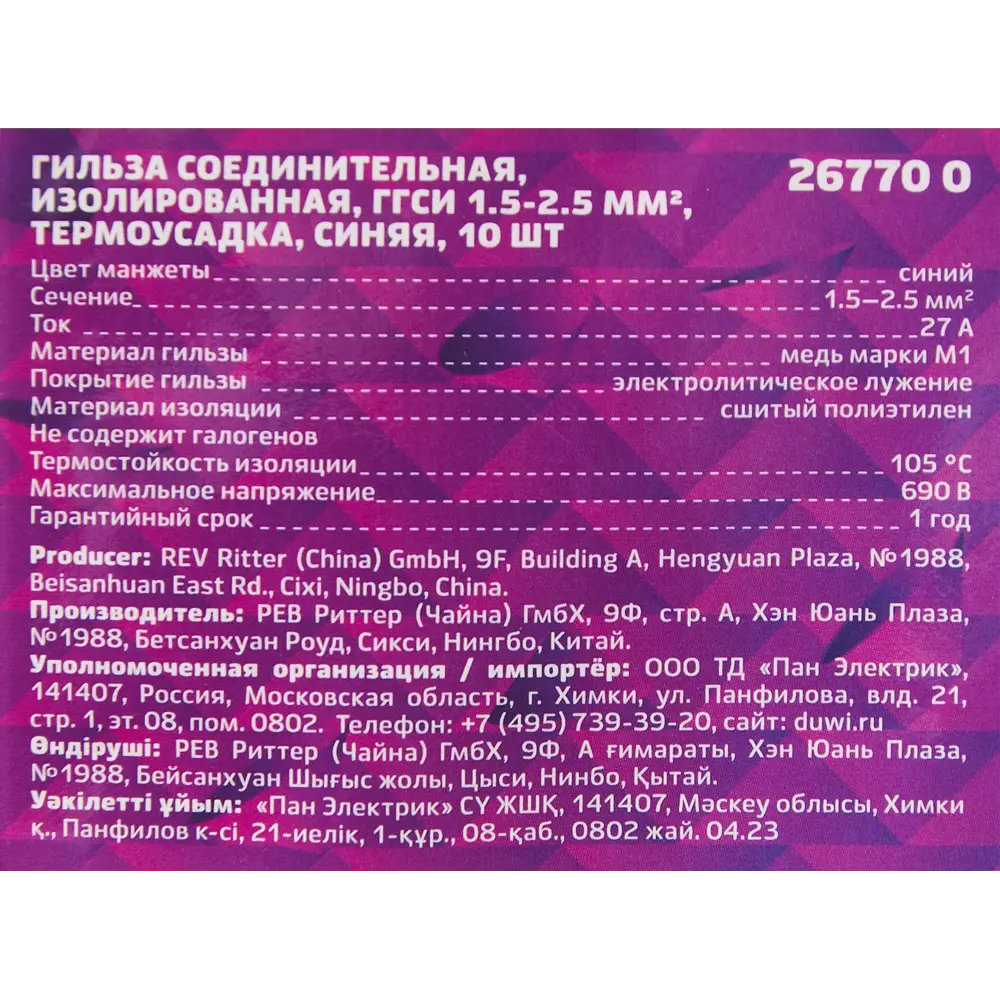 ГИЛЬЗА СОЕДИНИТЕЛЬНАЯ, 26770 0
ИЗОЛИРОВАННАЯ, ГГСИ 1.5-2.5 ММ²,
ТЕРМОУСАДКА, СИНЯЯ, 10 ШТ
Цвет манжеты синий
Сечение 1.5–2.5 мм²
Ток 27 А
Материал гильзы медь марки М1
Покрытие гильзы электролитическое лужение
Материал изоляции сшитый полиэтилен
Не содержит галогенов
Термостойкость изоляции 105 °С
Максимальное напряжение 690 В
Гарантийный срок 1 год
Producer: REV Ritter (China) GmbH, 9F, Building A, Hengyuan Plaza, №1988,
Beisanhuan East Rd., Cixi, Ningbo, China.
Производитель: РЕВ Риттер (Чайна) ГмбХ, 9Ф, стр. А, Хэн Юань Плаза,
№1988, Бетсанхуан Роуд, Сикси, Нингбо, Китай.
Уполномоченная организация / импортёр: ООО ТД «Пан Электрик»,
141407, Россия, Московская область, г. Химки, ул. Панфилова, влд. 21,
стр. 1, эт. 08, пом. 0802. Телефон: +7 (495) 739-39-20, сайт: duwi.ru
Өндіруші: РЕВ Риттер (Чайна) ГмбХ, 9Ф, А ғимараты, Хэн Юань Плаза,
№1988, Бейсанхуан Шығыс жолы, Цыси, Нинбо, Қытай.
Уәкілетті ұйым: «Пан Электрик» СҮ ЖШҚ, 141407, Мәскеу облысы, Химки
қ., Панфилов к-сі, 21-иелік, 1-құр., 08-қаб., 0802 жай. 04.23